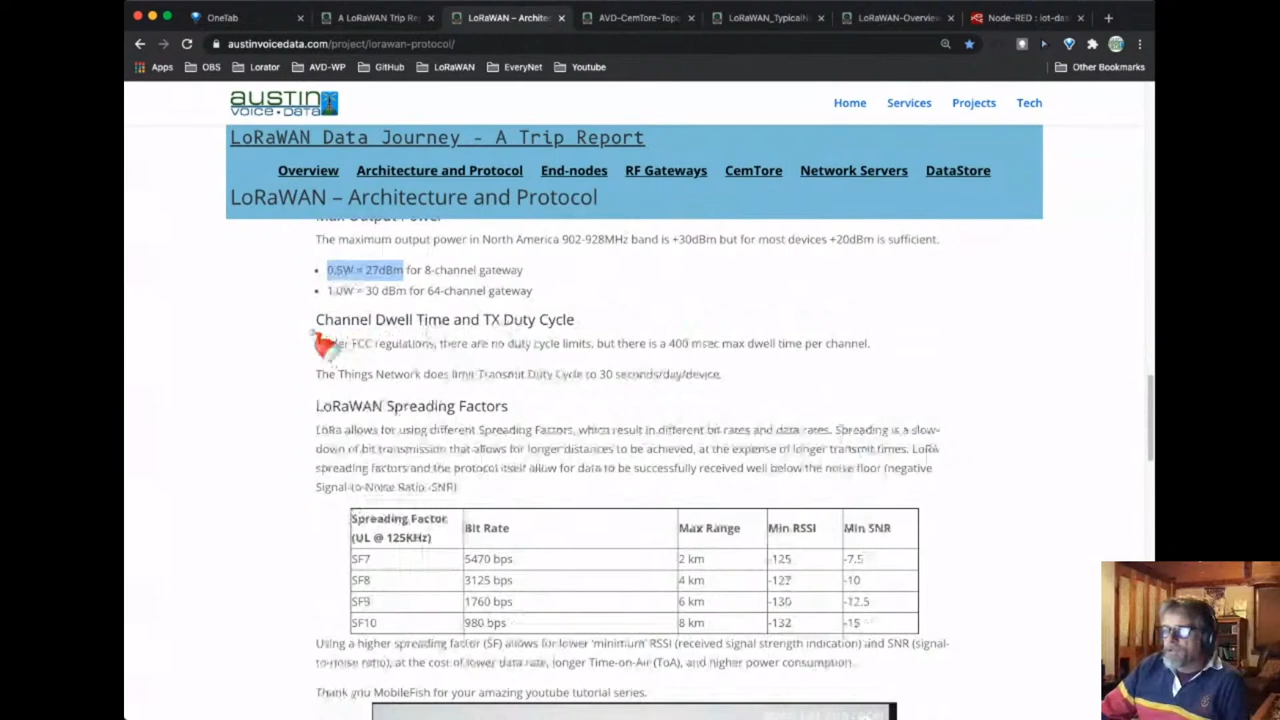 OneTab
A LoRaWAN Trip Re
LoRaWAN – Archite
AVD-CemTore-Top
LoRaWAN_TypicalN
LoRaWAN-Overview
Node-RED : iot-das
austinvoicedata.com/project/lorawan-protocol/
Apps
OBS
Lorator
AVD-WP
GitHub
LoRaWAN
EveryNet
Youtube
Other Bookmarks
AUSTIN
VOICE • DATA
Home
Services
Projects
Tech
LoRaWAN Data Journey - A Trip Report
Overview
Architecture and Protocol
End-nodes
RF Gateways
CemTore
Network Servers
DataStore
LoRaWAN – Architecture and Protocol
Max Output Power
The maximum output power in North America 902-928MHz band is +30dBm but for most devices +20dBm is sufficient.
• 0.5W = 27dBm for 8-channel gateway
• 1.0W = 30 dBm for 64-channel gateway
Channel Dwell Time and TX Duty Cycle
FCC regulations, there are no duty cycle limits, but there is a 400 msec max dwell time per channel.
The Things Network does limit Transmit Duty Cycle to 30 seconds/day/device.
LoRaWAN Spreading Factors
LoRa allows for using different Spreading Factors, which result in different bit rates and data rates. Spreading is a slow-
down of bit transmission that allows for longer distances to be achieved, at the expense of longer transmit times. LoRA
spreading factors and the protocol itself allow for data to be successfully received well below the noise floor (negative
Signal-to-Noise Ratio -SNR)
Spreading Factor
(UL @ 125KHz)
Bit Rate
Max Range
Min RSSI
Min SNR
SF7
5470 bps
2 km
-125
-7.5
SF8
3125 bps
4 km
-127
-10
SF9
1760 bps
6 km
-130
-12.5
SF10
980 bps
8 km
-132
-15
Using a higher spreading factor (SF) allows for lower 'minimum' RSSI (received signal strength indication) and SNR (signal-
to-noise ratio), at the cost of lower data rate, longer Time-on-Air (ToA), and higher power consumption.
Thank you MobileFish for your amazing youtube tutorial series.